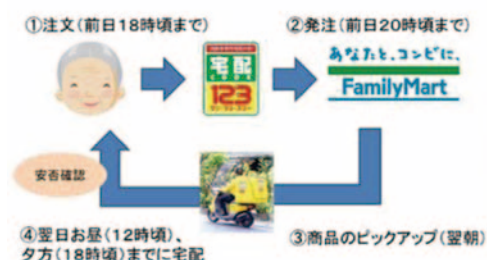 ①注文(前日18時頃まで)
②発注(前日20時頃まで)
宅配
123
あなたと、コンビに、
FamilyMart
安否確認
④翌日お昼(12時頃)、
夕方(18時頃)までに宅配
③商品のピックアップ(翌朝)